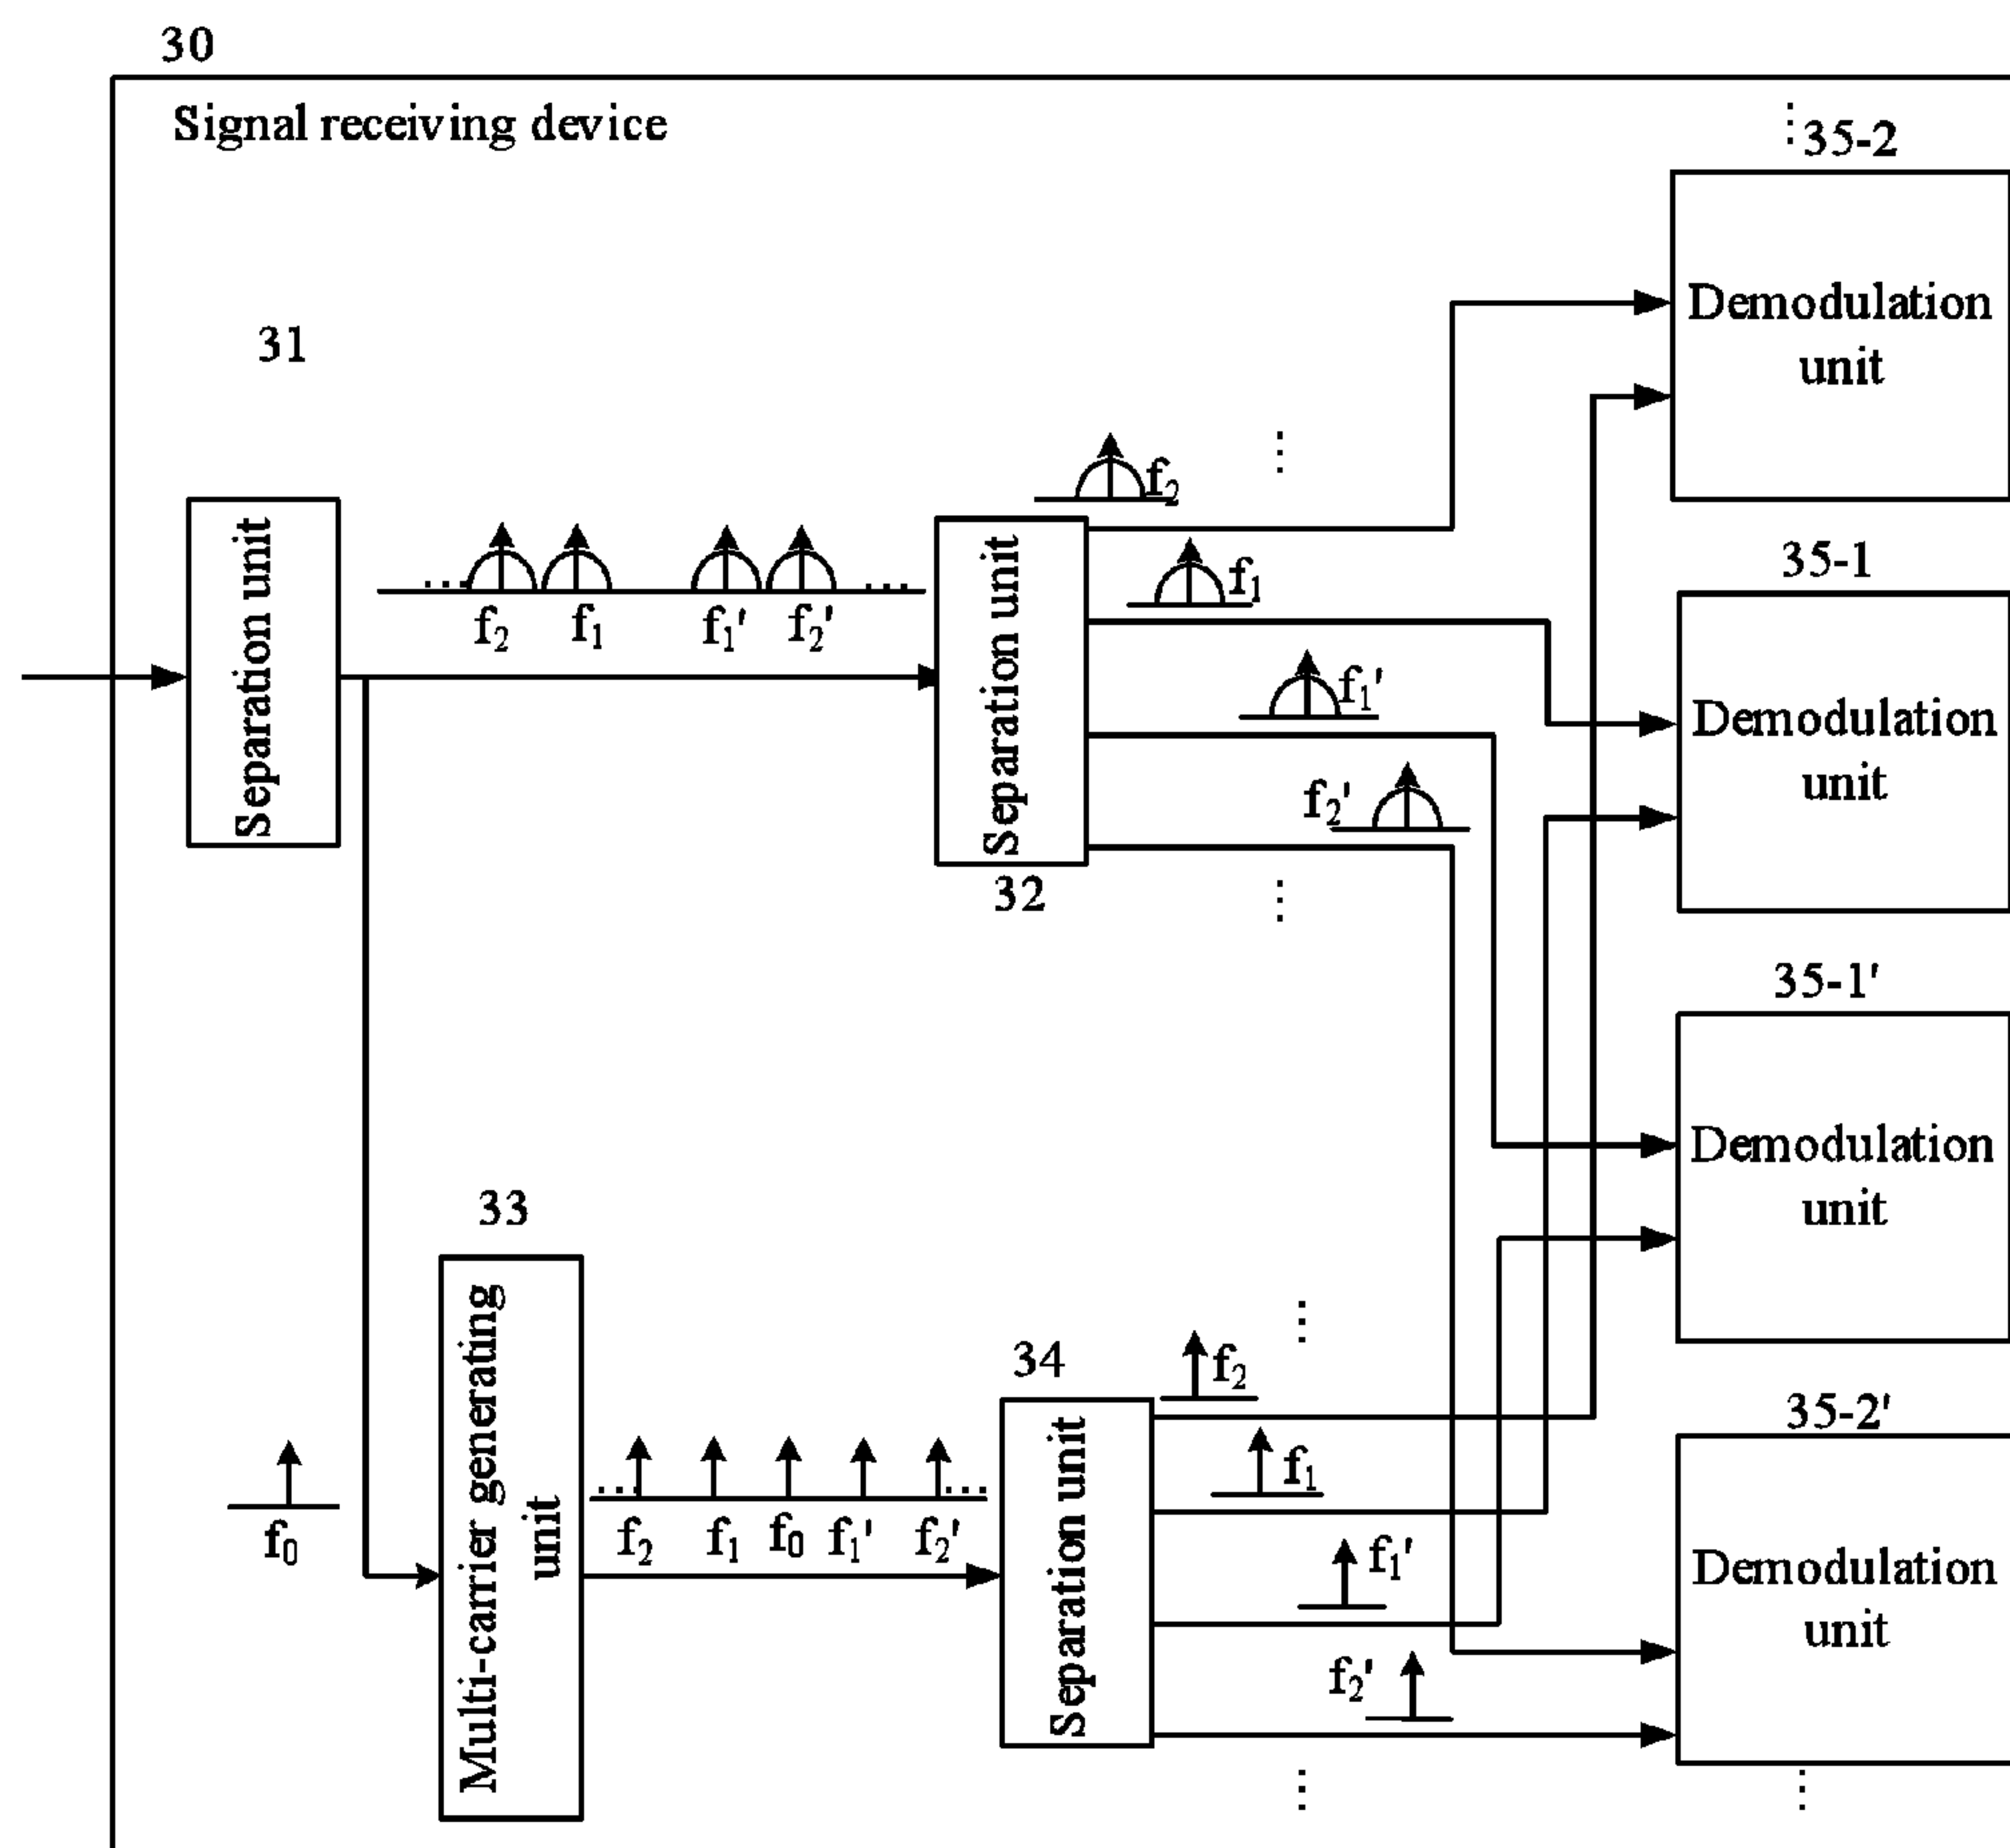 30
Signal receiving device
35-2
Demodulation
unit
31
Separation unit
f2
f1
f1'
f2'
Separation unit
32
f2
f1
f1'
f2'
35-1
Demodulation
unit
35-1'
Demodulation
unit
33
Multi-carrier generating
unit
f0
f2
f1
f0
f1'
f2'
34
Separation unit
f2
f1
f1'
f2'
35-2'
Demodulation
unit